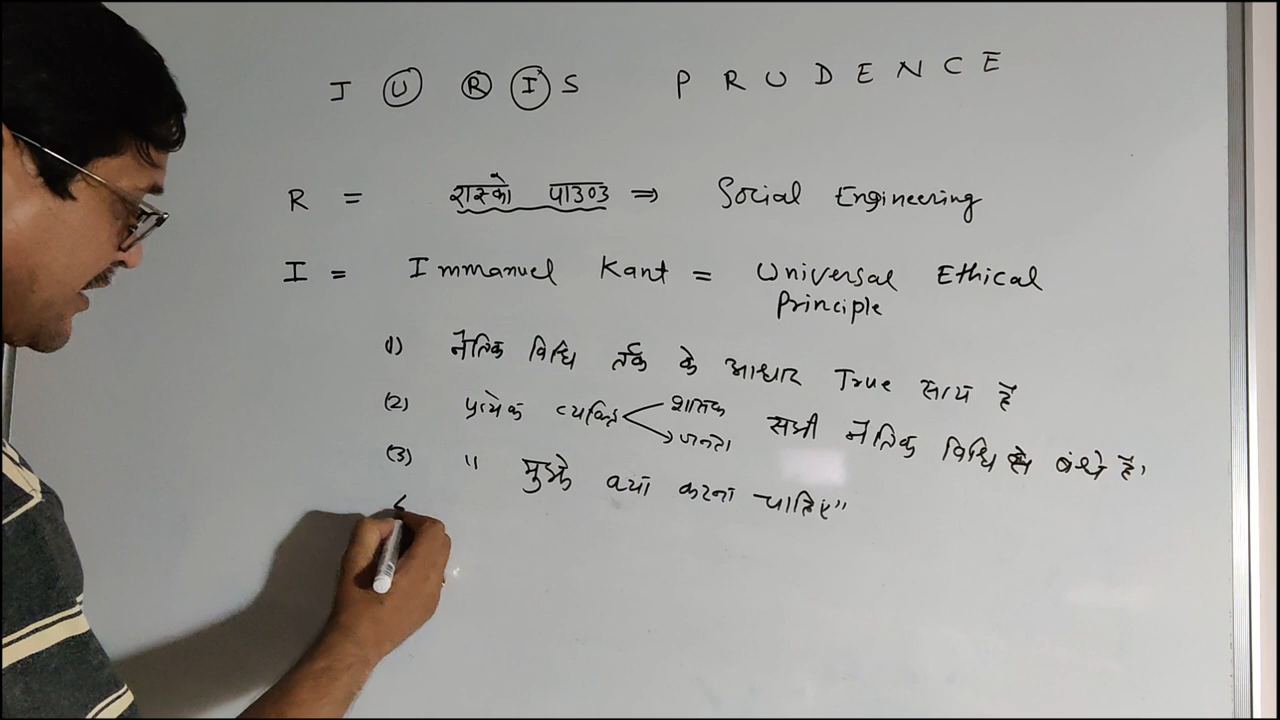 J U R I S PRUDENCE
R = रास्को पाउण्ड ⇒ Social Engineering
I = Immanuel Kant = Universal Ethical
Principle
1) नैतिक विधि तर्क के आधार True सत्य है
(2) प्रत्येक व्यक्ति शासक जनता सभी नैतिक विधि से बंधे है।
(3) " मुझे क्या करना चाहिए"